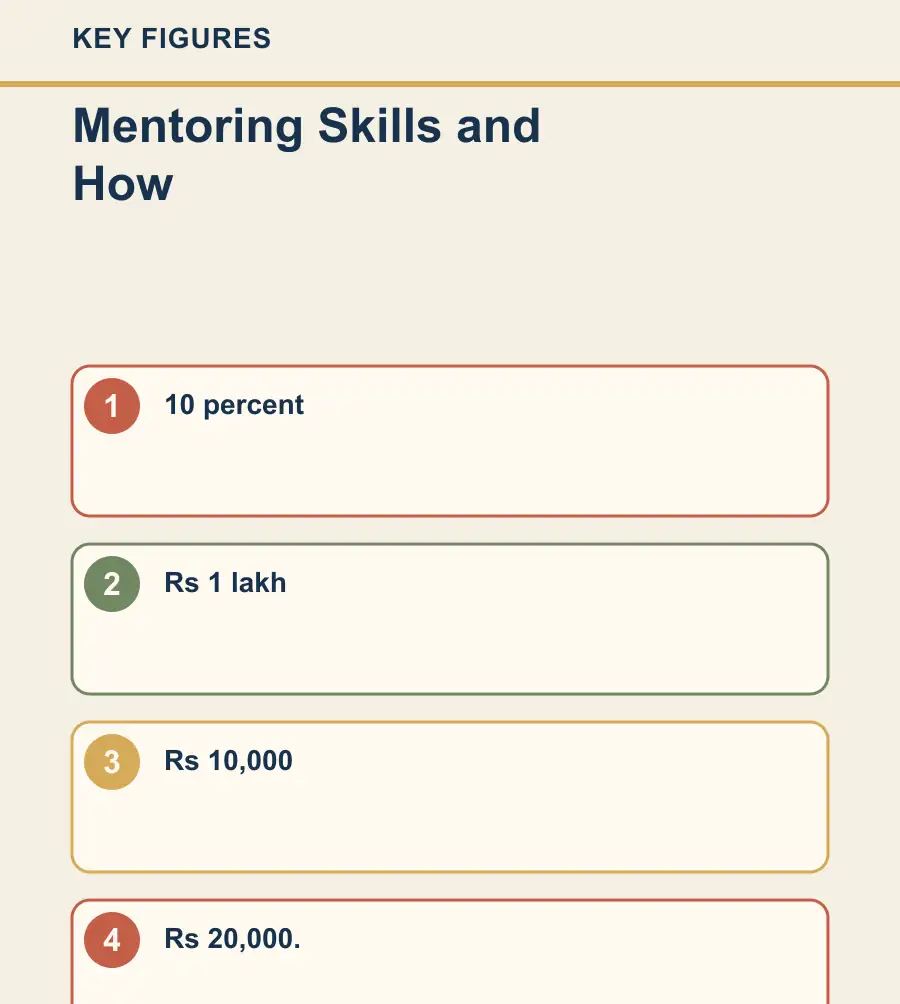 KEY FIGURES
Mentoring Skills and
How
1 10 percent
2 Rs 1 lakh
3 Rs 10,000
4 Rs 20,000.